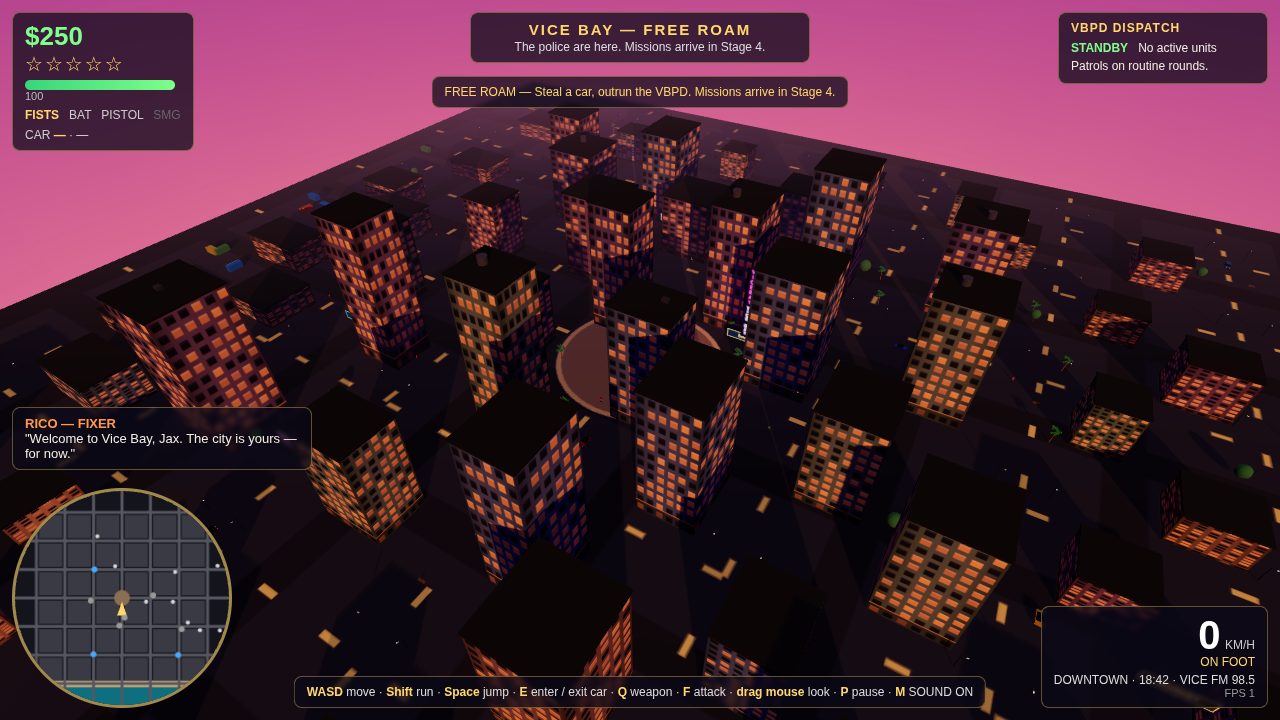 $250
☆☆☆☆☆
100
FISTS BAT PISTOL SMG
CAR — · —
VICE BAY — FREE ROAM
The police are here. Missions arrive in Stage 4.
FREE ROAM — Steal a car, outrun the VBPD. Missions arrive in Stage 4.
VBPD DISPATCH
STANDBY No active units
Patrols on routine rounds.
RICO — FIXER
"Welcome to Vice Bay, Jax. The city is yours —
for now."
WASD move · Shift run · Space jump · E enter / exit car · Q weapon · F attack · drag mouse look · P pause · M SOUND ON
0 KM/H
ON FOOT
DOWNTOWN · 18:42 · VICE FM 98.5
FPS 1